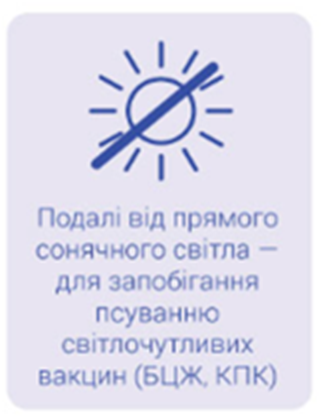 Подалі від прямого
сонячного світла —
для запобігання
псуванню
світлочутливих
вакцин (БЦЖ, КПК)